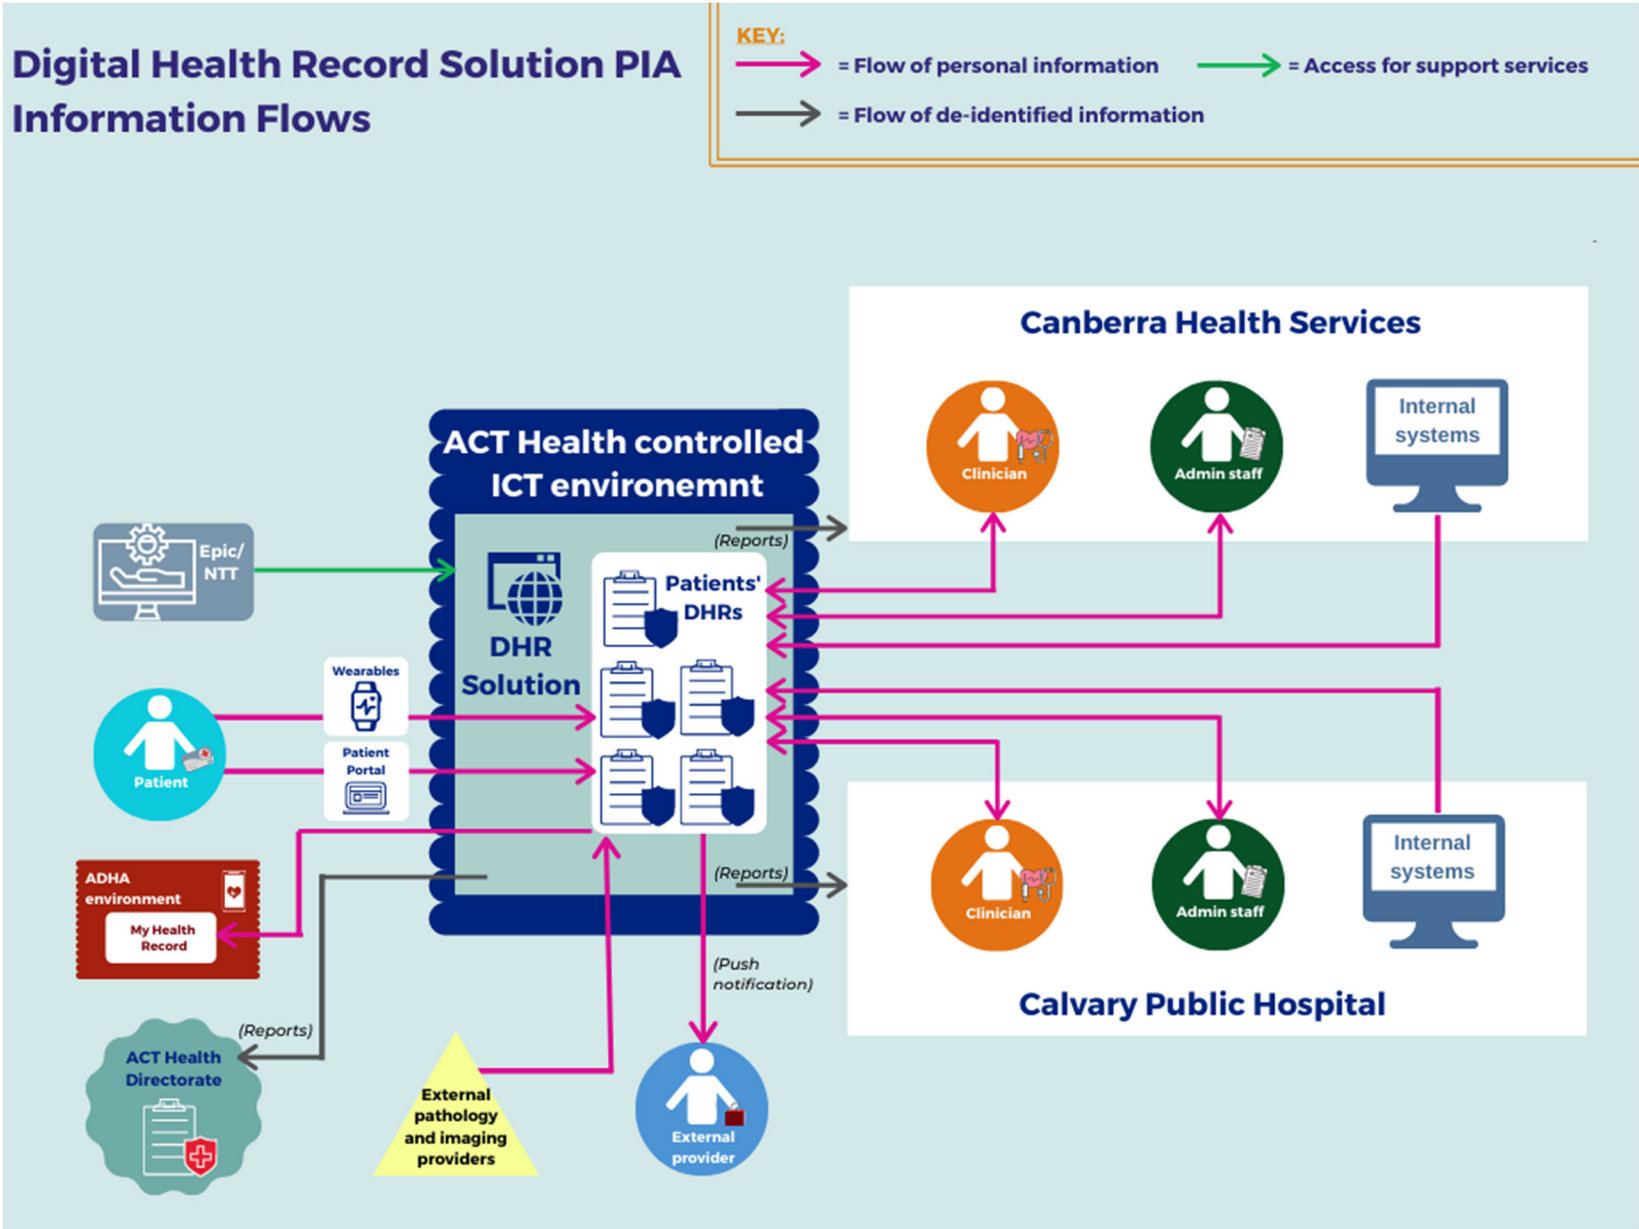 Digital Health Record Solution PIA
Information Flows
KEY:
= Flow of personal information
= Access for support services
= Flow of de-identified information
Canberra Health Services
Clinician
Admin staff
Internal
systems
ACT Health controlled
ICT environemnt
(Reports)
Epic/
NTT
Patients'
DHRs
DHR
Solution
Wearables
Patient
Portal
Patient
ADHA
environment
My Health
Record
(Reports)
Internal
systems
Clinician
Admin staff
Calvary Public Hospital
(Push
notification)
(Reports)
ACT Health
Directorate
External
pathology
and imaging
providers
External
provider